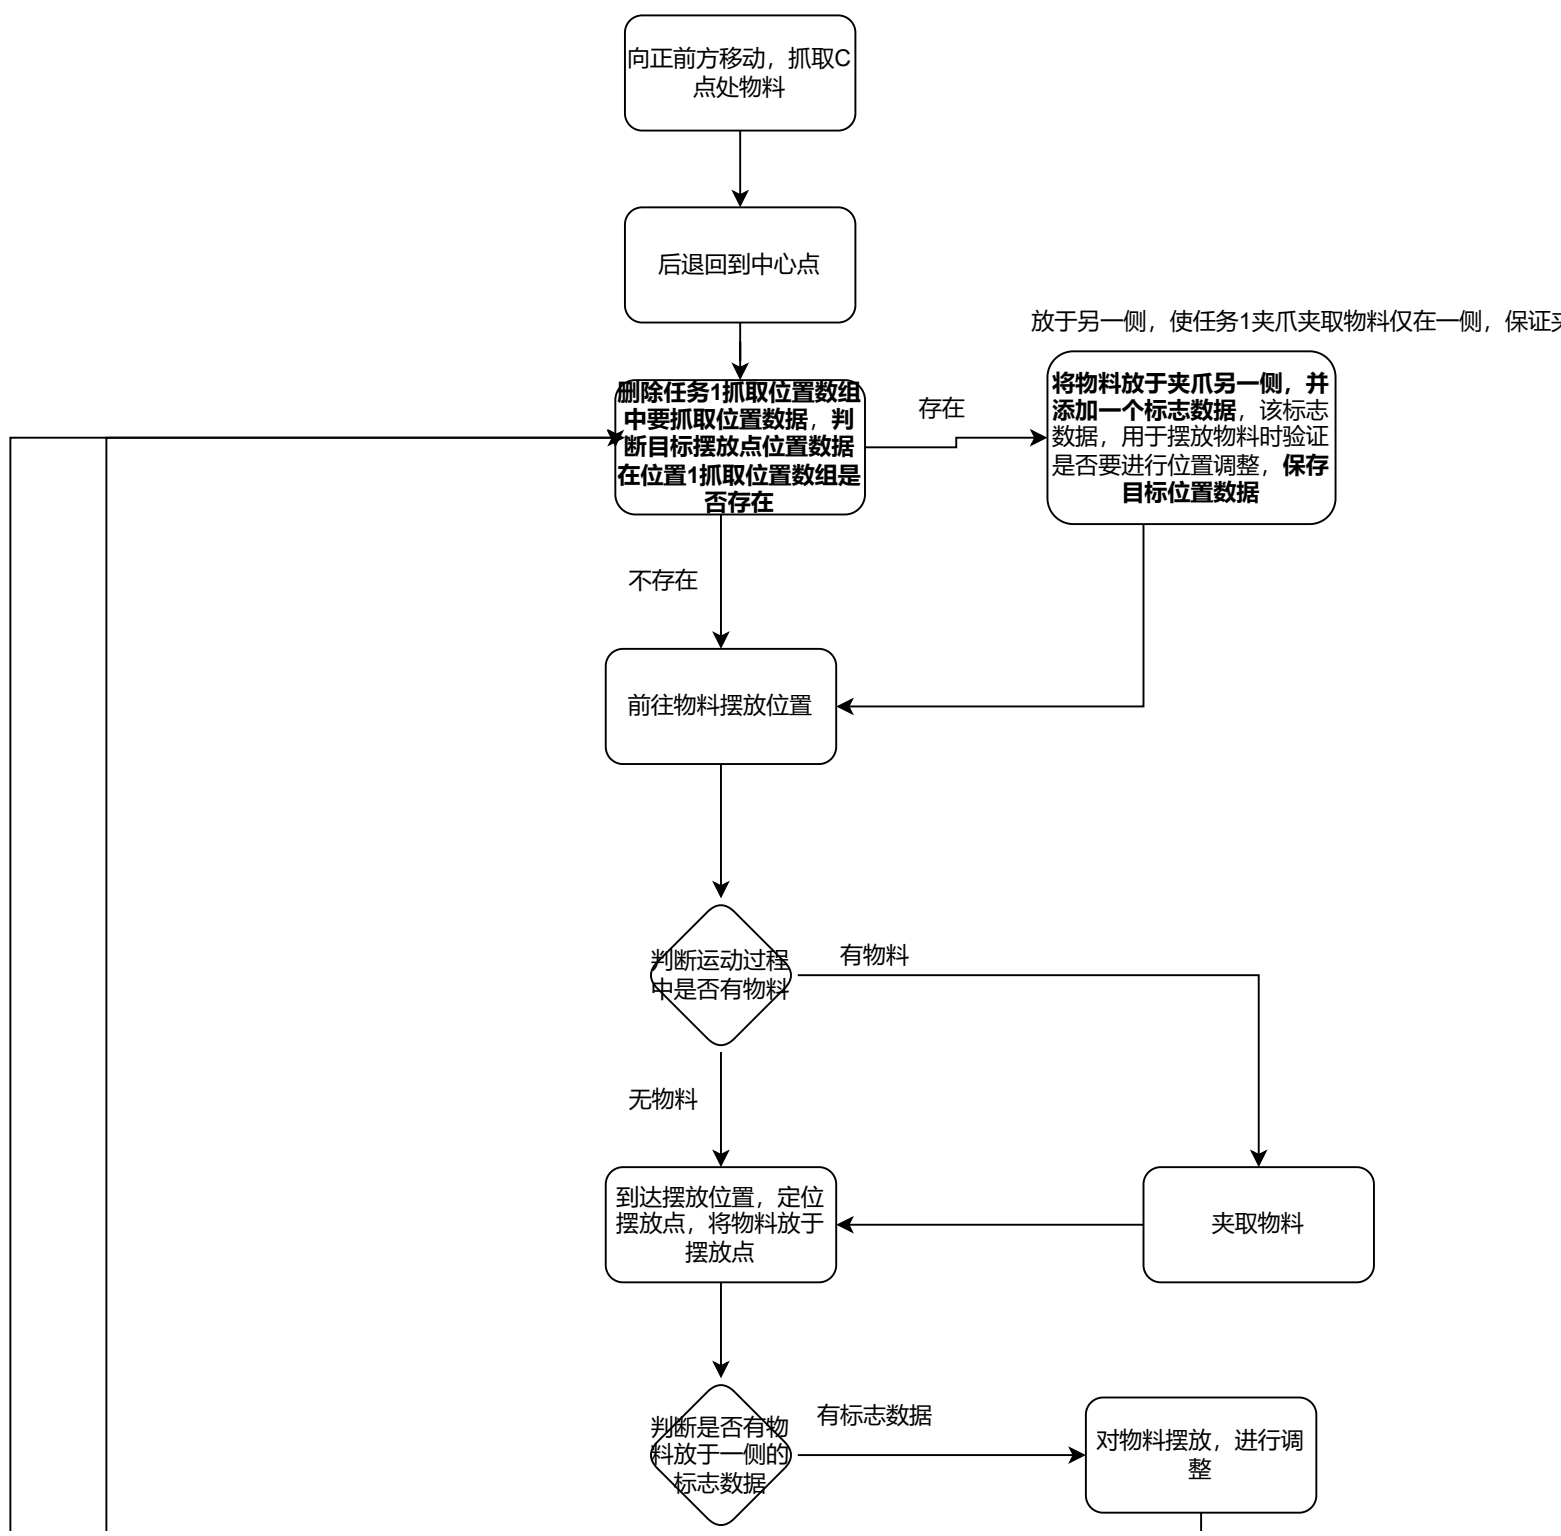 向正前方移动，抓取C
点处物料
后退回到中心点
放于另一侧，使任务1夹爪夹取物料仅在一侧，保证
删除任务1抓取位置数组
中要抓取位置数据，判
断目标摆放点位置数据
在位置1抓取位置数组是
否存在
存在
将物料放于夹爪另一侧，并
添加一个标志数据，该标志
数据，用于摆放物料时验证
是否要进行位置调整，保存
目标位置数据
不存在
前往物料摆放位置
判断运动过程
中是否有物料
有物料
无物料
到达摆放位置，定位
摆放点，将物料放于
摆放点
夹取物料
判断是否有物
料放于一侧的
标志数据
有标志数据
对物料摆放，进行调
整